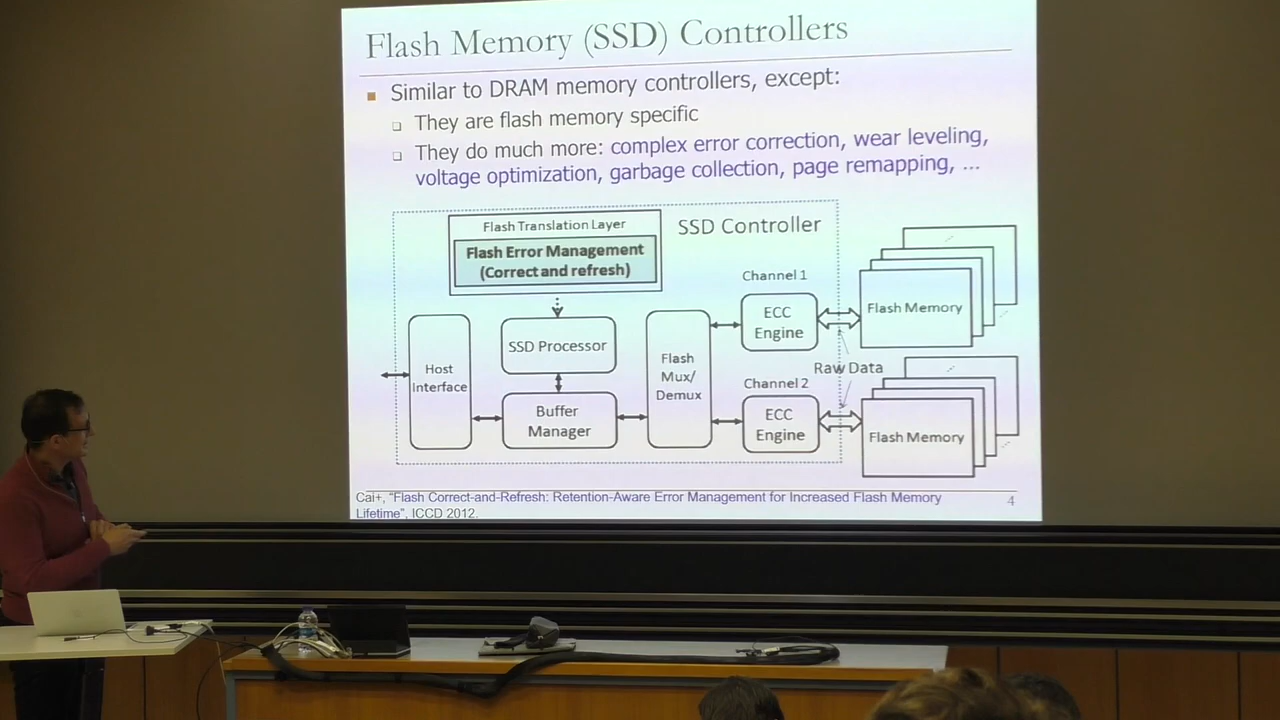 Flash Memory (SSD) Controllers
Similar to DRAM memory controllers, except:
They are flash memory specific
They do much more: complex error correction, wear leveling,
voltage optimization, garbage collection, page remapping, ...
Flash Translation Layer
SSD Controller
Flash Error Management
(Correct and refresh)
Channel 1
ECC
Engine
Flash Memory
SSD Processor
Host
Interface
Flash
Mux/
Demux
Raw Data
Channel 2
Buffer
Manager
ECC
Engine
Flash Memory
Cai+, "Flash Correct-and-Refresh: Retention-Aware Error Management for Increased Flash Memory
Lifetime", ICCD 2012.
4